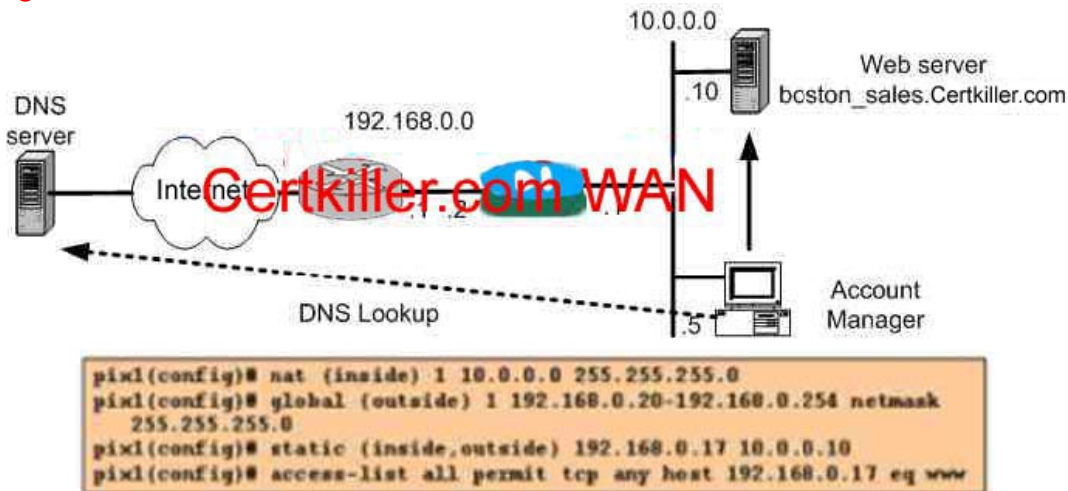 10.0.0.0
Web server
boston_sales.Certkiller.com
.10
DNS
server
192.168.0.0
Internet
Certkiller.com WAN
.1 .2
.1
DNS Lookup
Account
Manager
.5
pix1(config)# nat (inside) 1 10.0.0.0 255.255.255.0
pix1(config)# global (outside) 1 192.168.0.20-192.168.0.254 netmask
255.255.255.0
pix1(config)# static (inside,outside) 192.168.0.17 10.0.0.10
pix1(config)# access-list all permit tcp any host 192.168.0.17 eq www